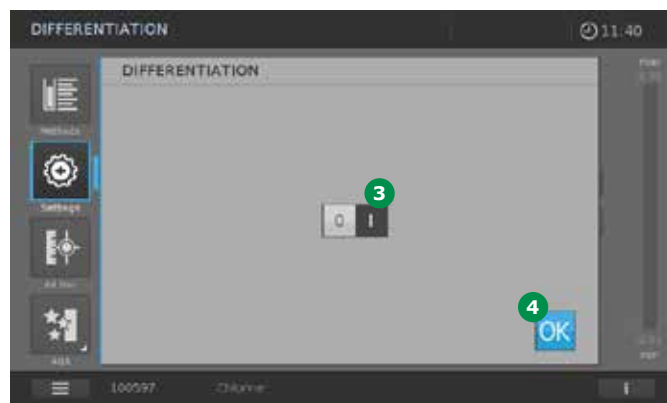 DIFFERENTIATION
11:40
DIFFERENTIATION
Methods
3
Settings
0 I
4
OK
AQA
100597 Chlorine
i